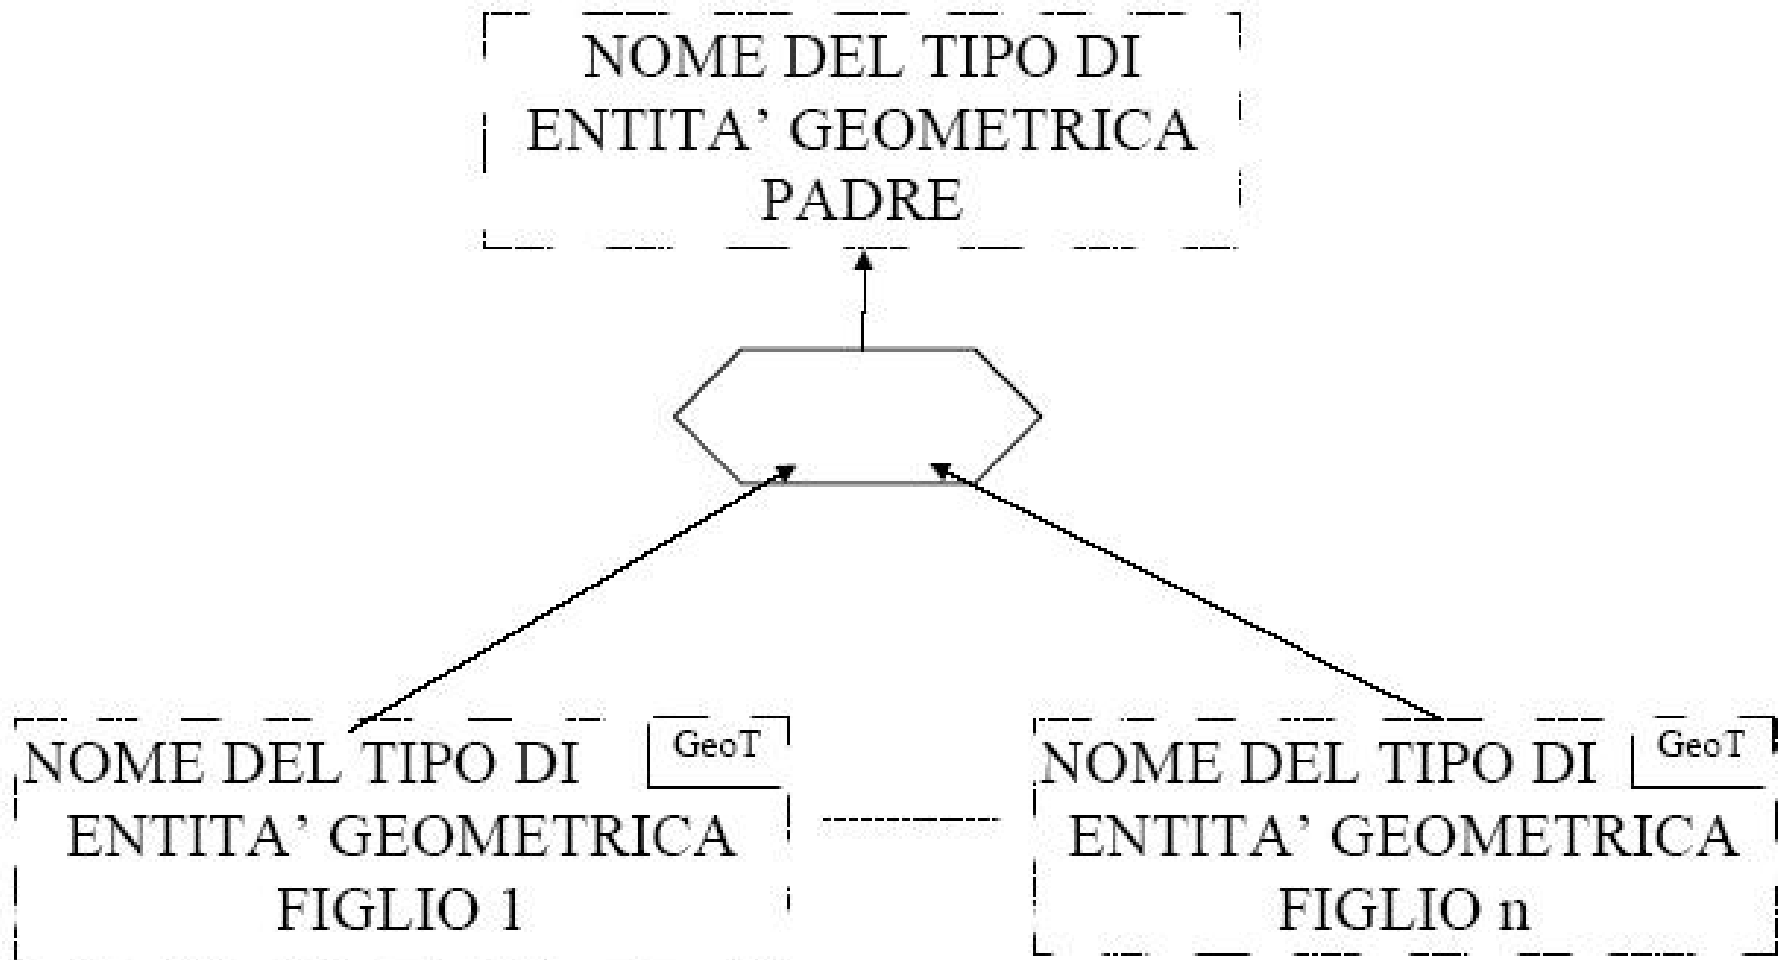 NOME DEL TIPO DI
ENTITA’ GEOMETRICA
PADRE
NOME DEL TIPO DI
GeoT
ENTITA’ GEOMETRICA
FIGLIO 1
NOME DEL TIPO DI
GeoT
ENTITA’ GEOMETRICA
FIGLIO n